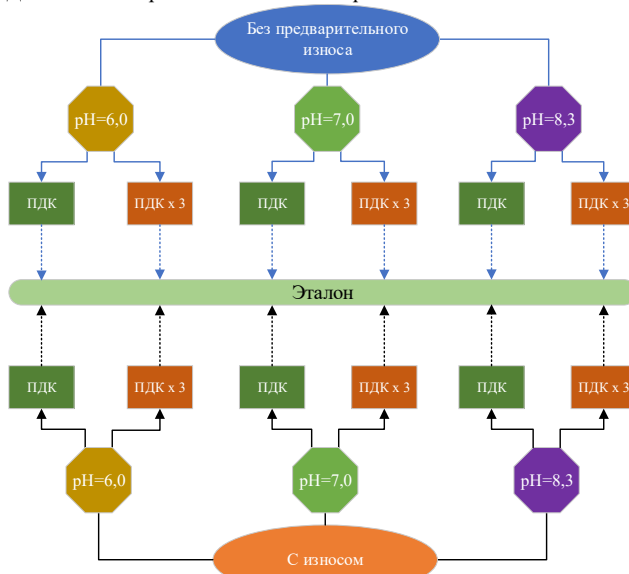 Без предварительного
износа
pH=6,0
pH=7,0
pH=8,3
ПДК
ПДК x 3
ПДК
ПДК x 3
ПДК
ПДК x 3
Эталон
ПДК
ПДК x 3
ПДК
ПДК x 3
ПДК
ПДК x 3
pH=6,0
pH=7,0
pH=8,3
С износом